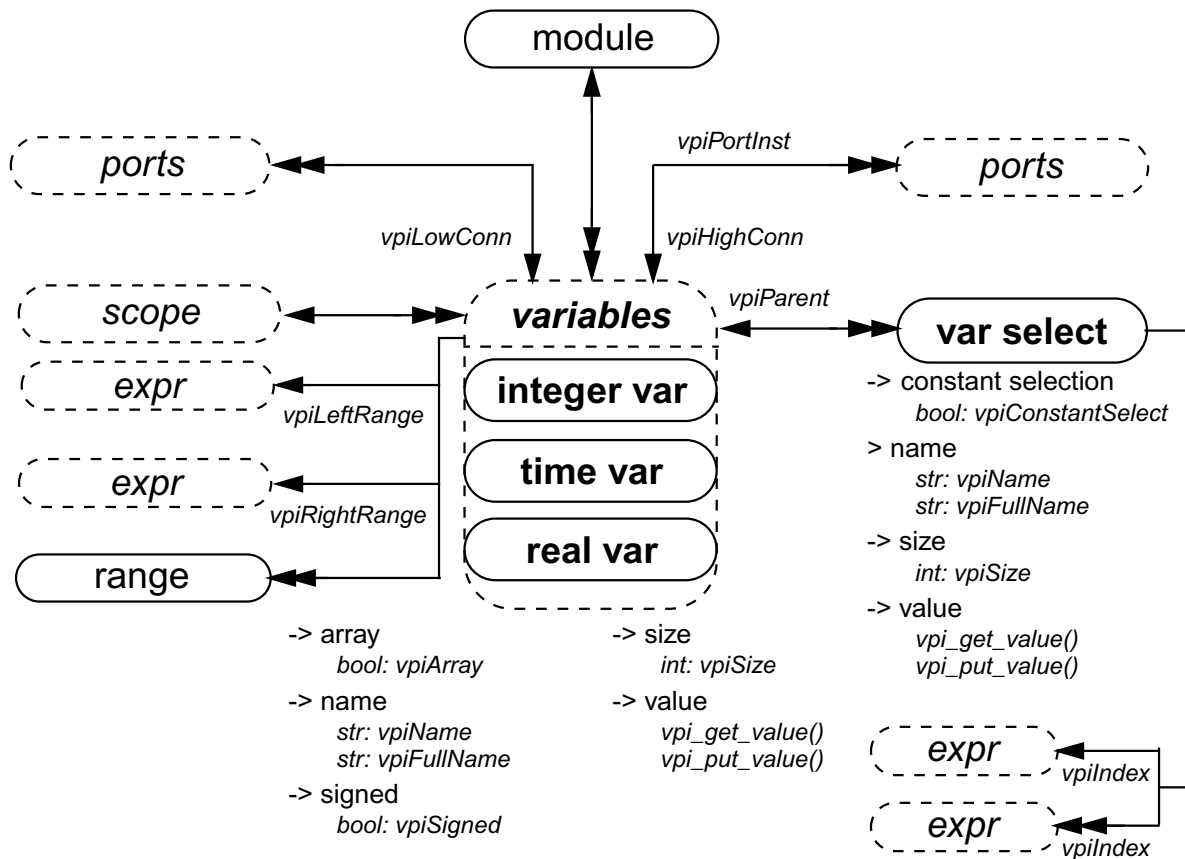 module
vpiPortInst
ports
ports
vpiLowConn
vpiHighConn
vpiParent
scope
variables
var select
expr
integer var
-> constant selection
bool: vpiConstantSelect
vpiLeftRange
> name
str: vpiName
str: vpiFullName
expr
time var
vpiRightRange
-> size
int: vpiSize
range
real var
-> value
vpi_get_value()
vpi_put_value()
-> array
bool: vpiArray
-> name
str: vpiName
str: vpiFullName
-> signed
bool: vpiSigned
-> size
int: vpiSize
-> value
vpi_get_value()
vpi_put_value()
expr
vpiIndex
expr
vpiIndex